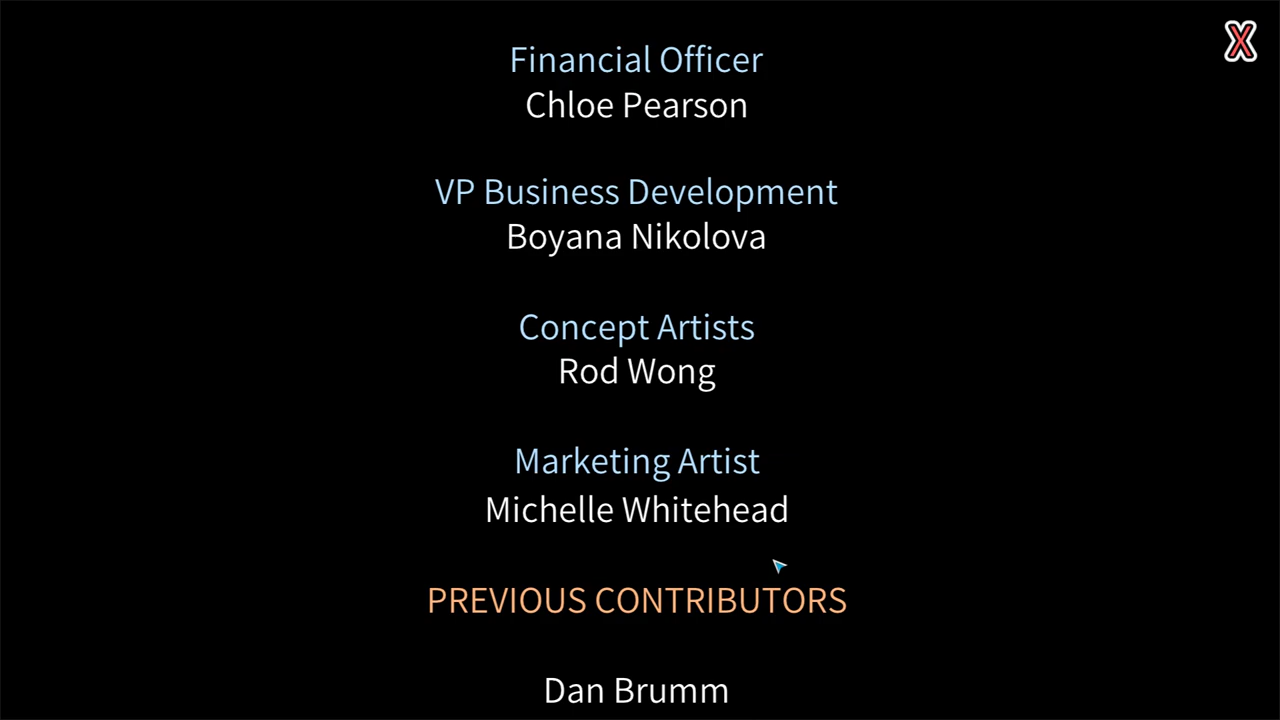 Financial Officer
Chloe Pearson
VP Business Development
Boyana Nikolova
Concept Artists
Rod Wong
Marketing Artist
Michelle Whitehead
PREVIOUS CONTRIBUTORS
Dan Brumm